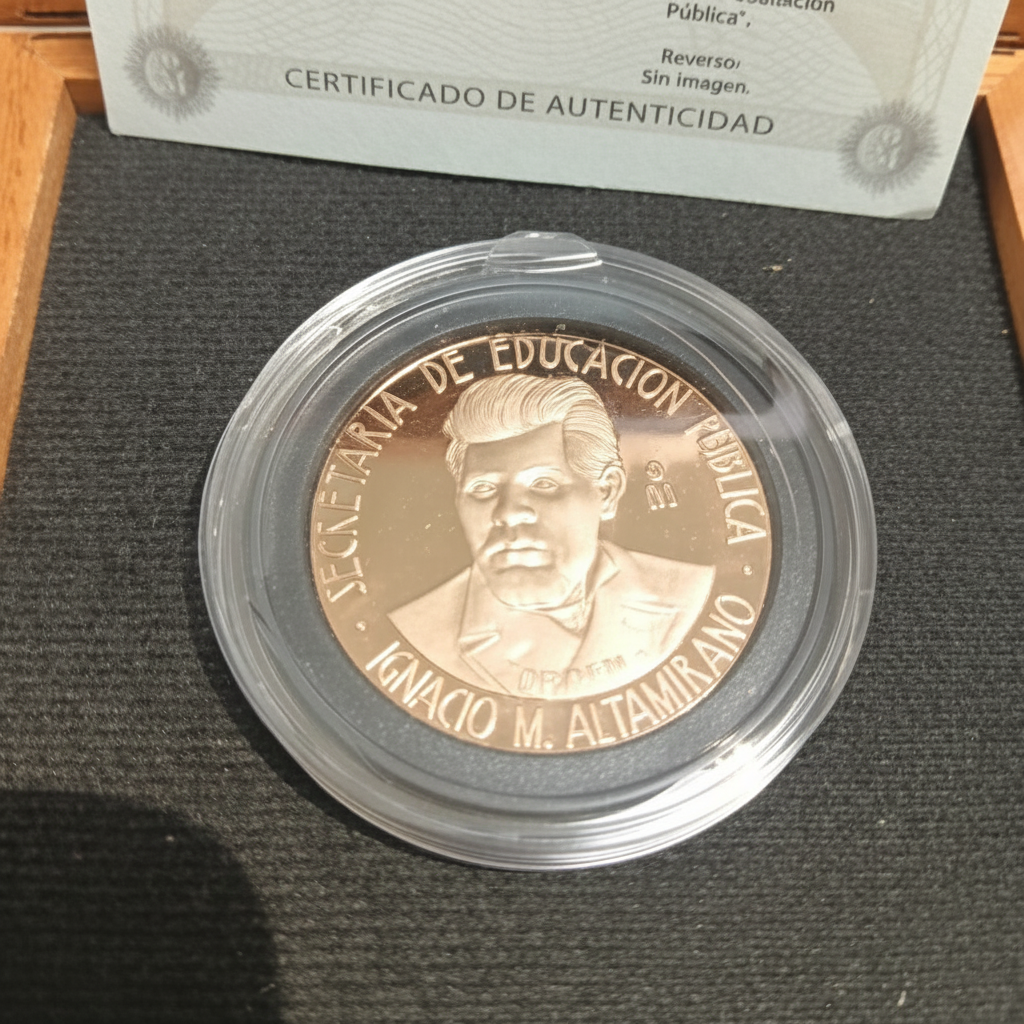 Pública",
Reverso:
Sin imagen.
CERTIFICADO DE AUTENTICIDAD
SECRETARIA DE EDUCACION PUBLICA
IGNACIO M. ALTAMIRANO